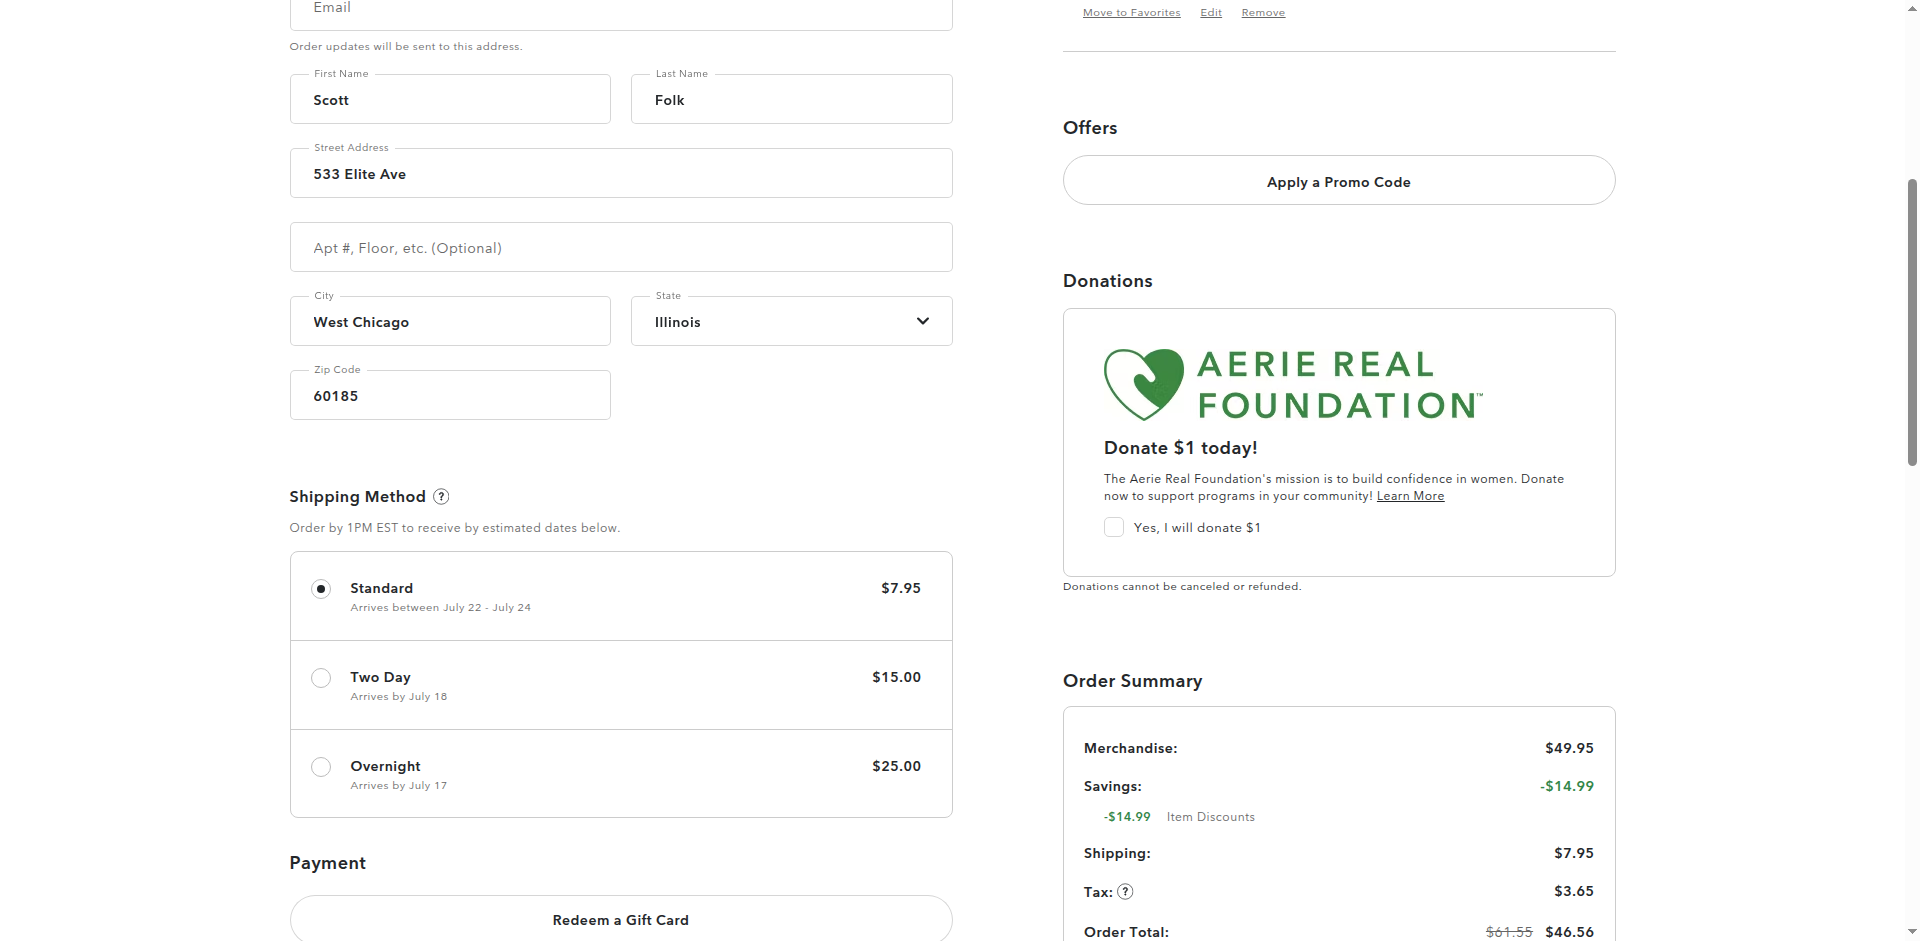 Email
Order updates will be sent to this address.
First Name
Scott
Last Name
Folk
Street Address
533 Elite Ave
Apt #, Floor, etc. (Optional)
City
West Chicago
State
Illinois
Zip Code
60185
Shipping Method ?
Order by 1PM EST to receive by estimated dates below.
Standard $7.95
Arrives between July 22 - July 24
Two Day $15.00
Arrives by July 18
Overnight $25.00
Arrives by July 17
Payment
Redeem a Gift Card
Move to Favorites Edit Remove
Offers
Apply a Promo Code
Donations
AERIE REAL
FOUNDATION™
Donate $1 today!
The Aerie Real Foundation's mission is to build confidence in women. Donate
now to support programs in your community! Learn More
Yes, I will donate $1
Donations cannot be canceled or refunded.
Order Summary
Merchandise: $49.95
Savings: -$14.99
-$14.99 Item Discounts
Shipping: $7.95
Tax: ? $3.65
Order Total: $61.55 $46.56